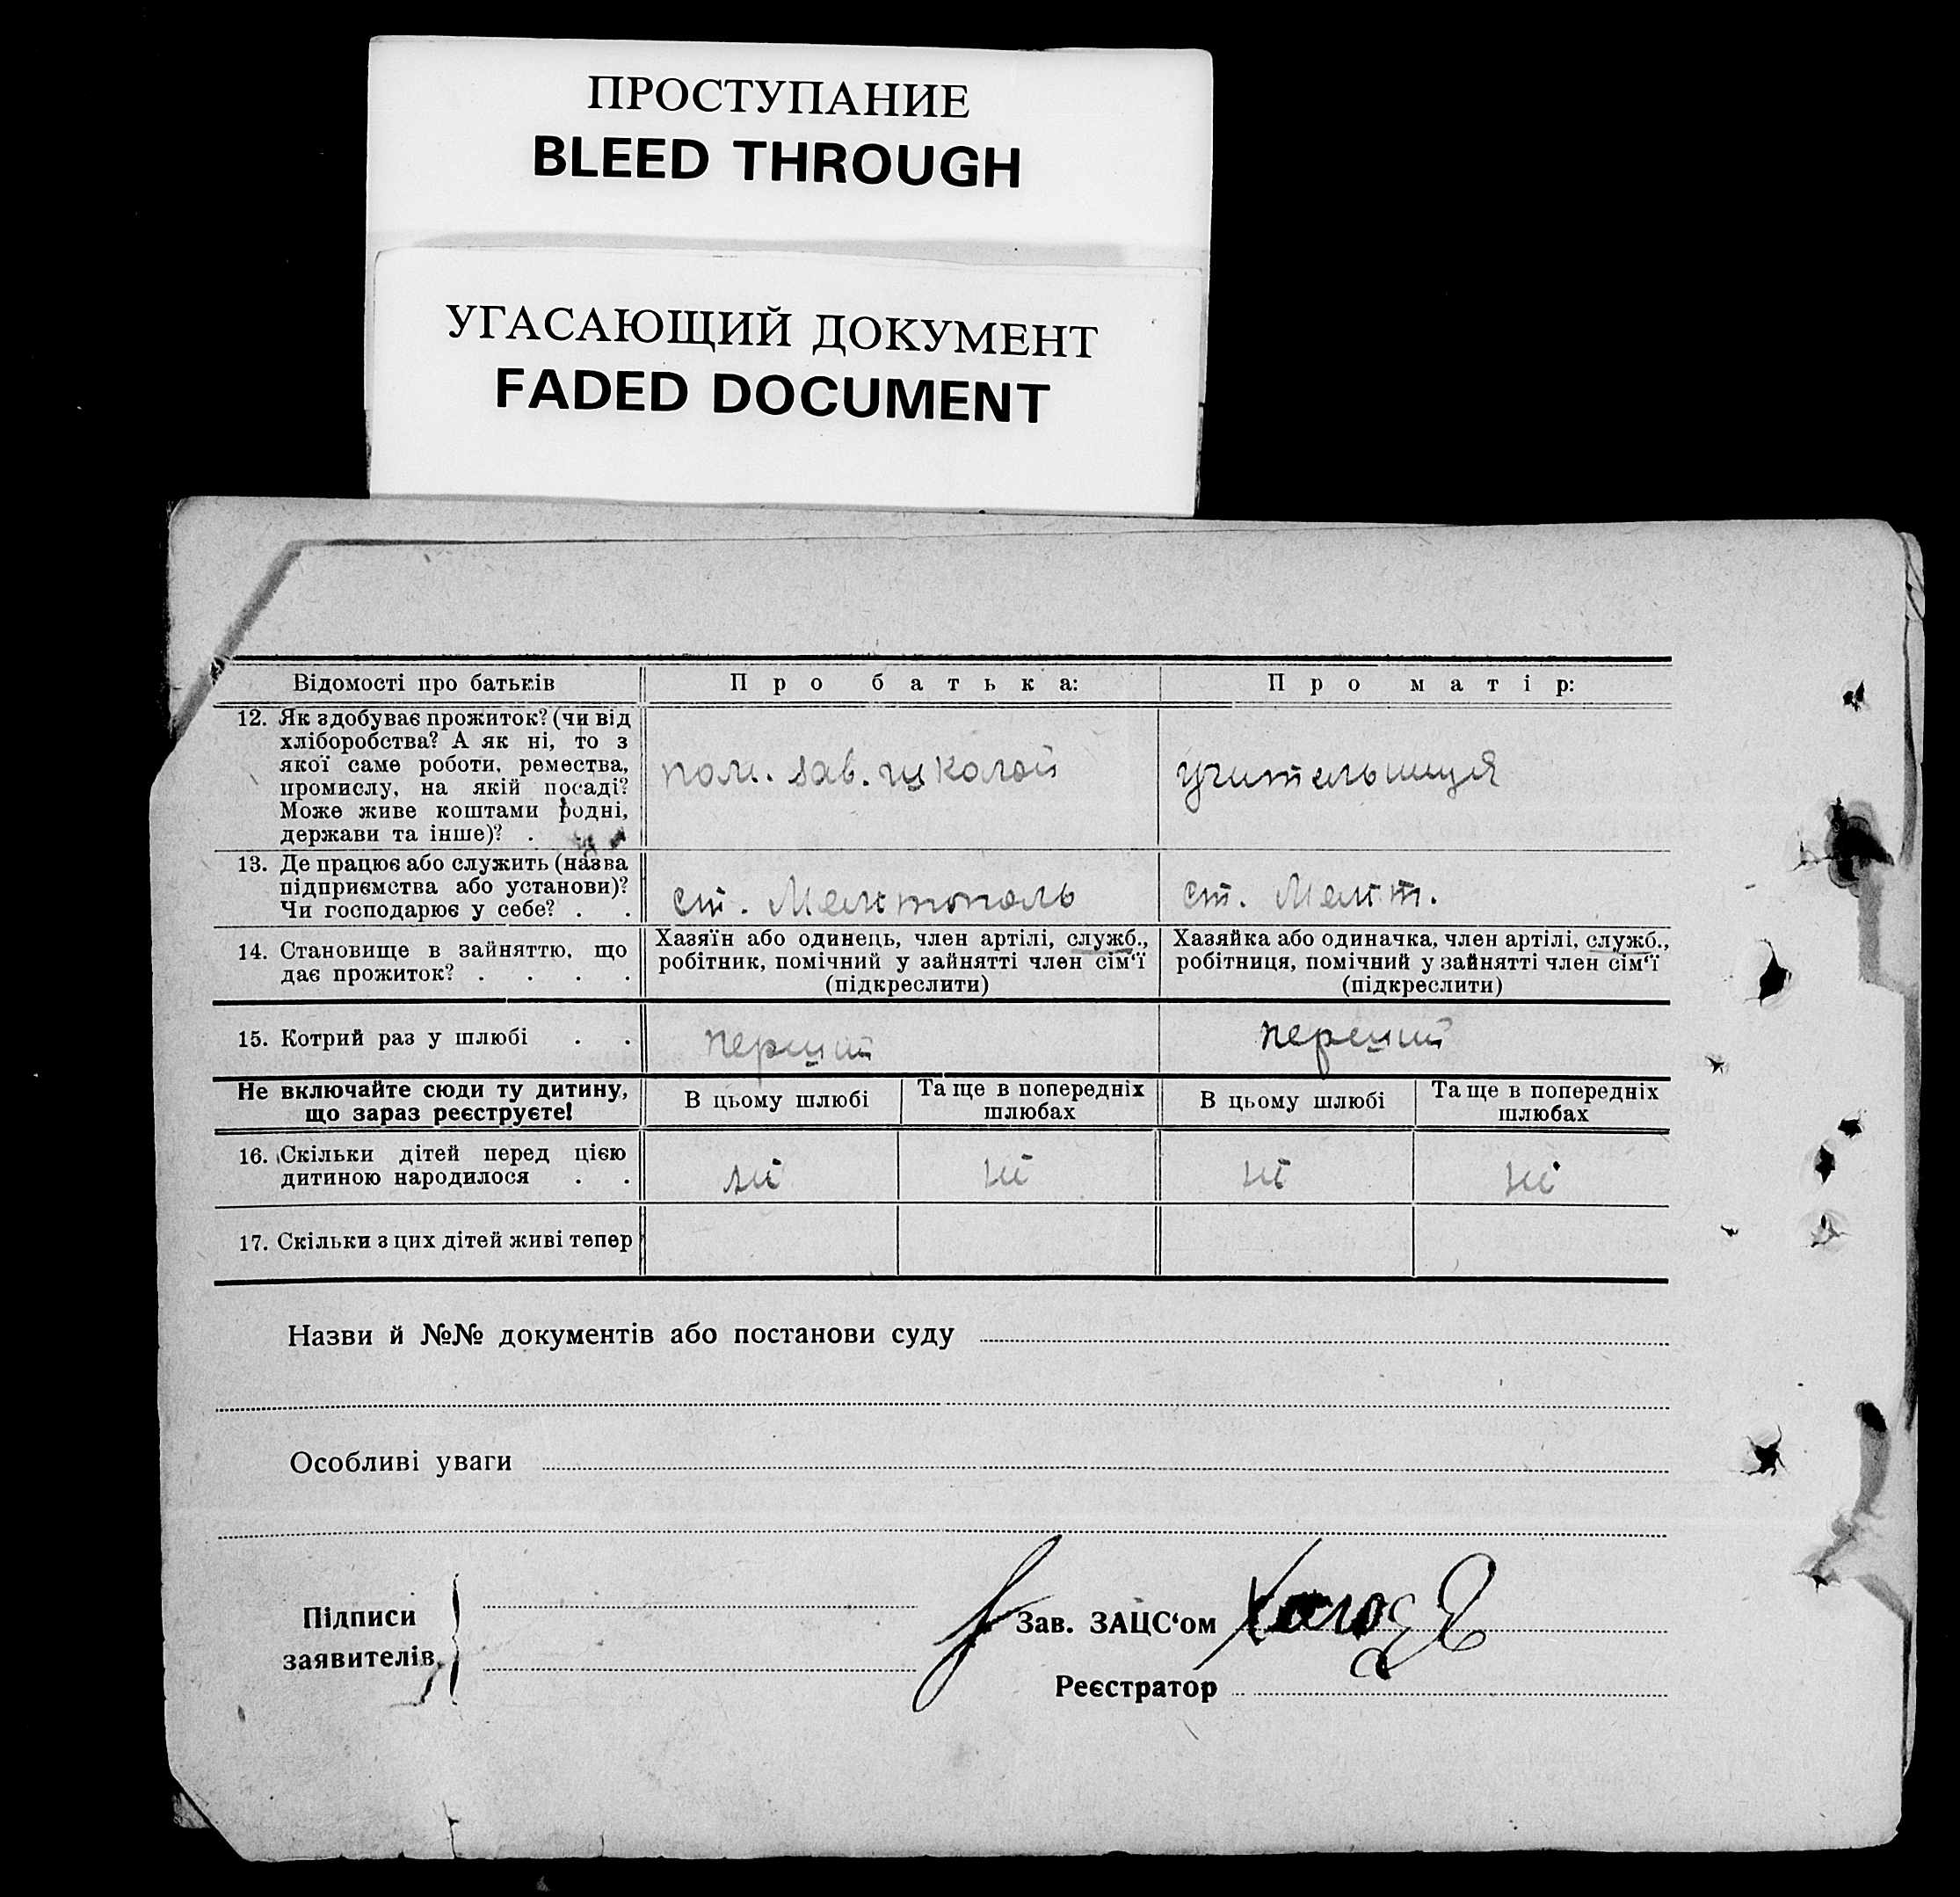 ПРОСТУПАНИЕ
BLEED THROUGH
УГАСАЮЩИЙ ДОКУМЕНТ
FADED DOCUMENT
Відомості про батьків
Про батька:
Про матір:
12. Як здобуває прожиток? (чи від
хліборобства? А як ні, то з
якої саме роботи, ремества,
промислу, на якій посаді?
Може живе коштами родні,
держави та інше)? .
пом. зав. школой
учительниця
13. Де працює або служить (назва
підприємства або установи)?
Чи господарює у себе? . .
ст. Мелітополь
ст. Меліт.
14. Становище в зайняттю, що
дає прожиток? . . . .
Хазяїн або одинець, член артілі, служб.,
робітник, помічний у зайнятті член сім‘ї
(підкреслити)
Хазяйка або одиначка, член артілі, служб.,
робітниця, помічний у зайнятті член сім‘ї
(підкреслити)
15. Котрий раз у шлюбі . .
перший
перший
Не включайте сюди ту дитину,
що зараз реєструєте!
В цьому шлюбі
Та ще в попередніх
шлюбах
В цьому шлюбі
Та ще в попередніх
шлюбах
16. Скільки дітей перед цією
дитиною народилося . .
ні
ні
ні
ні
17. Скільки з цих дітей живі тепер
Назви й №№ документів або постанови суду
Особливі уваги
Підписи
заявителів
Зав. ЗАЦС‘ом
Реєстратор